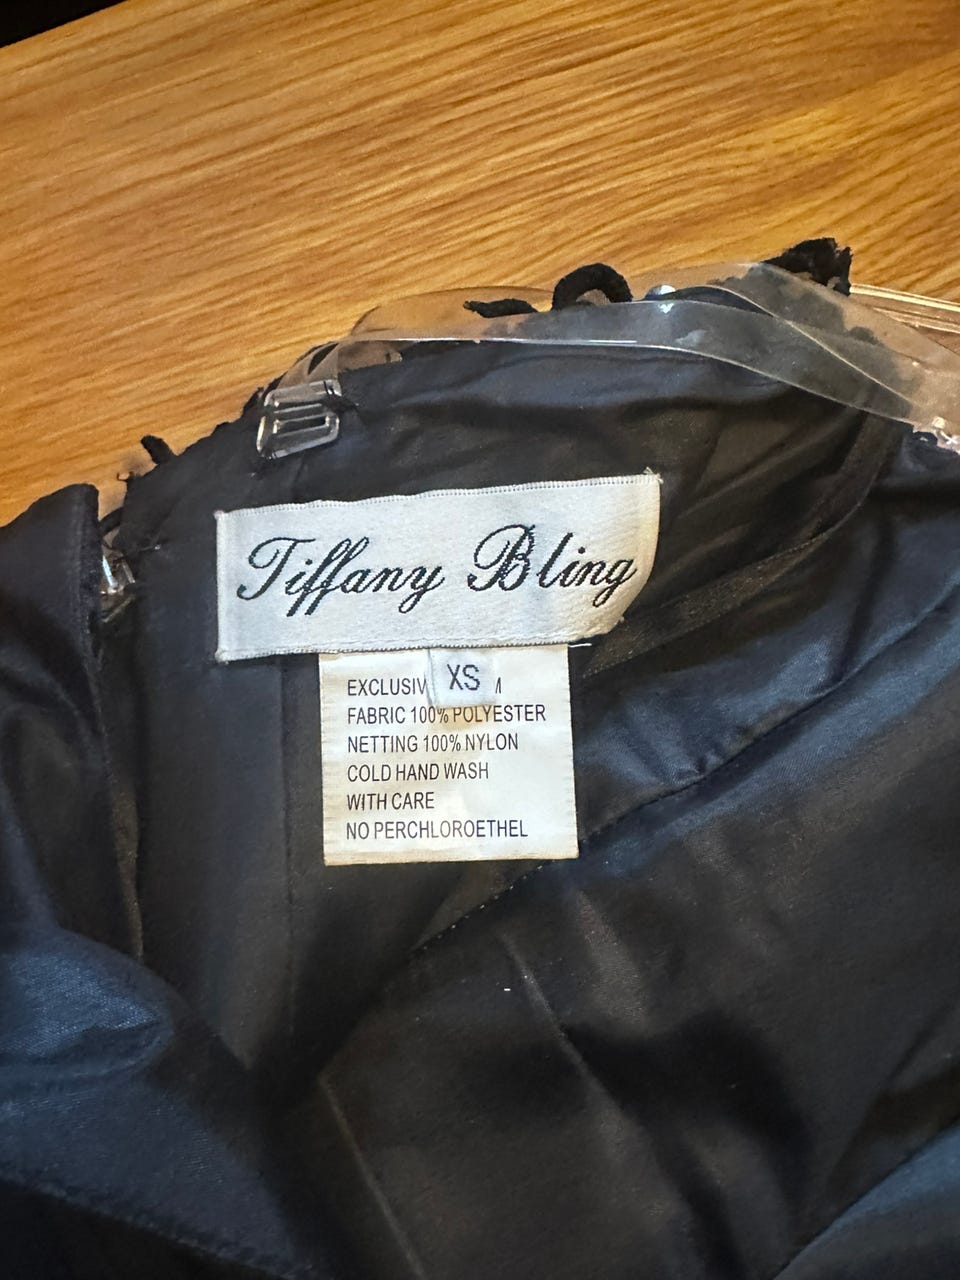 Tiffany Bling
XS
EXCLUSIV
FABRIC 100% POLYESTER
NETTING 100% NYLON
COLD HAND WASH
WITH CARE
NO PERCHLOROETHEL